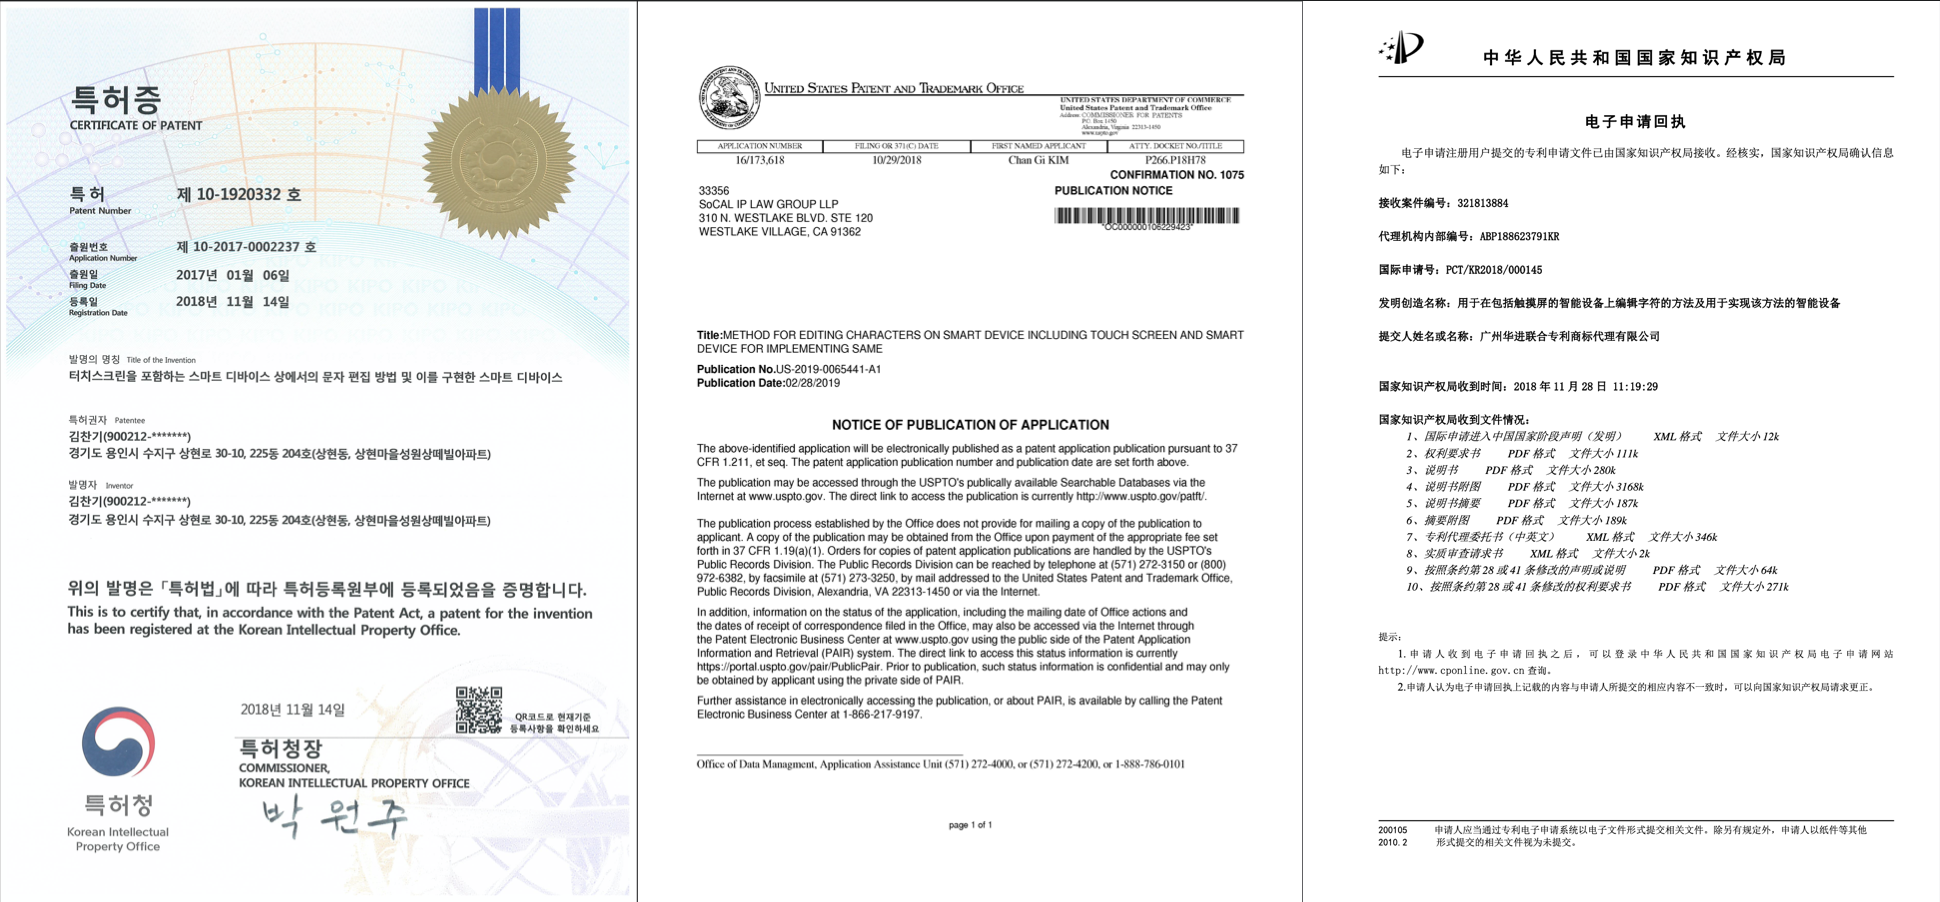 특허증
CERTIFICATE OF PATENT
특허
Patent Number
제 10-1920332 호
출원번호
Application Number
제 10-2017-0002237 호
출원일
Filing Date
2017년 01월 06일
등록일
Registration Date
2018년 11월 14일
발명의 명칭 Title of the Invention
터치스크린을 포함하는 스마트 디바이스 상에서의 문자 편집 방법 및 이를 구현한 스마트 디바이스
특허권자 Patentee
김찬기(900212-*******)
경기도 용인시 수지구 상현로 30-10, 225동 204호(상현동, 상현마을성원상떼빌아파트)
발명자 Inventor
김찬기(900212-*******)
경기도 용인시 수지구 상현로 30-10, 225동 204호(상현동, 상현마을성원상떼빌아파트)
위의 발명은 「특허법」에 따라 특허등록원부에 등록되었음을 증명합니다.
This is to certify that, in accordance with the Patent Act, a patent for the invention
has been registered at the Korean Intellectual Property Office.
2018년 11월 14일
QR코드로 현재기준
등록사항을 확인하세요
특허청장
COMMISSIONER,
KOREAN INTELLECTUAL PROPERTY OFFICE
박원주
특허청
Korean Intellectual
Property Office
UNITED STATES PATENT AND TRADEMARK OFFICE
UNITED STATES DEPARTMENT OF COMMERCE
United States Patent and Trademark Office
Address: COMMISSIONER FOR PATENTS
P.O. Box 1450
Alexandria, Virginia 22313-1450
www.uspto.gov
APPLICATION NUMBER FILING OR 371(C) DATE FIRST NAMED APPLICANT ATTY. DOCKET NO./TITLE
16/173,618 10/29/2018 Chan Gi KIM P266.P18H78
CONFIRMATION NO. 1075
33356
SoCAL IP LAW GROUP LLP
310 N. WESTLAKE BLVD. STE 120
WESTLAKE VILLAGE, CA 91362
PUBLICATION NOTICE
*OC000000106229423*
Title:METHOD FOR EDITING CHARACTERS ON SMART DEVICE INCLUDING TOUCH SCREEN AND SMART
DEVICE FOR IMPLEMENTING SAME
Publication No.US-2019-0065441-A1
Publication Date:02/28/2019
NOTICE OF PUBLICATION OF APPLICATION
The above-identified application will be electronically published as a patent application publication pursuant to 37
CFR 1.211, et seq. The patent application publication number and publication date are set forth above.
The publication may be accessed through the USPTO's publically available Searchable Databases via the
Internet at www.uspto.gov. The direct link to access the publication is currently http://www.uspto.gov/patft/.
The publication process established by the Office does not provide for mailing a copy of the publication to
applicant. A copy of the publication may be obtained from the Office upon payment of the appropriate fee set
forth in 37 CFR 1.19(a)(1). Orders for copies of patent application publications are handled by the USPTO's
Public Records Division. The Public Records Division can be reached by telephone at (571) 272-3150 or (800)
972-6382, by facsimile at (571) 273-3250, by mail addressed to the United States Patent and Trademark Office,
Public Records Division, Alexandria, VA 22313-1450 or via the Internet.
In addition, information on the status of the application, including the mailing date of Office actions and
the dates of receipt of correspondence filed in the Office, may also be accessed via the Internet through
the Patent Electronic Business Center at www.uspto.gov using the public side of the Patent Application
Information and Retrieval (PAIR) system. The direct link to access this status information is currently
https://portal.uspto.gov/pair/PublicPair. Prior to publication, such status information is confidential and may only
be obtained by applicant using the private side of PAIR.
Further assistance in electronically accessing the publication, or about PAIR, is available by calling the Patent
Electronic Business Center at 1-866-217-9197.
Office of Data Managment, Application Assistance Unit (571) 272-4000, or (571) 272-4200, or 1-888-786-0101
page 1 of 1
中华人民共和国国家知识产权局
电子申请回执
电子申请注册用户提交的专利申请文件已由国家知识产权局接收。经核实，国家知识产权局确认信息
如下：
接收案件编号：321813884
代理机构内部编号：ABP188623791KR
国际申请号：PCT/KR2018/000145
发明创造名称：用于在包括触摸屏的智能设备上编辑字符的方法及用于实现该方法的智能设备
提交人姓名或名称：广州华进联合专利商标代理有限公司
国家知识产权局收到时间：2018 年 11 月 28 日 11:19:29
国家知识产权局收到文件情况：
1、国际申请进入中国国家阶段声明（发明） XML 格式 文件大小 12k
2、权利要求书 PDF 格式 文件大小 111k
3、说明书 PDF 格式 文件大小 280k
4、说明书附图 PDF 格式 文件大小 3168k
5、说明书摘要 PDF 格式 文件大小 187k
6、摘要附图 PDF 格式 文件大小 189k
7、专利代理委托书（中英文） XML 格式 文件大小 346k
8、实质审查请求书 XML 格式 文件大小 2k
9、按照条约第 28 或 41 条修改的声明或说明 PDF 格式 文件大小 64k
10、按照条约第 28 或 41 条修改的权利要求书 PDF 格式 文件大小 271k
提示：
1.申请人收到电子申请回执之后，可以登录中华人民共和国国家知识产权局电子申请网站
http://www.cponline.gov.cn 查询。
2.申请人认为电子申请回执上记载的内容与申请人所提交的相应内容不一致时，可以向国家知识产权局请求更正。
200105 申请人应当通过专利电子申请系统以电子文件形式提交相关文件。除另有规定外，申请人以纸件等其他
2010.2 形式提交的相关文件视为未提交。